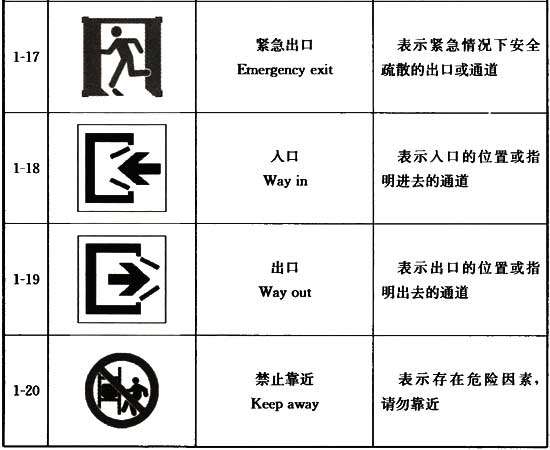 1-17
紧急出口
Emergency exit
表示紧急情况下安全
疏散的出口或通道
1-18
入口
Way in
表示入口的位置或指
明进去的通道
1-19
出口
Way out
表示出口的位置或指
明出去的通道
1-20
禁止靠近
Keep away
表示存在危险因素，
请勿靠近